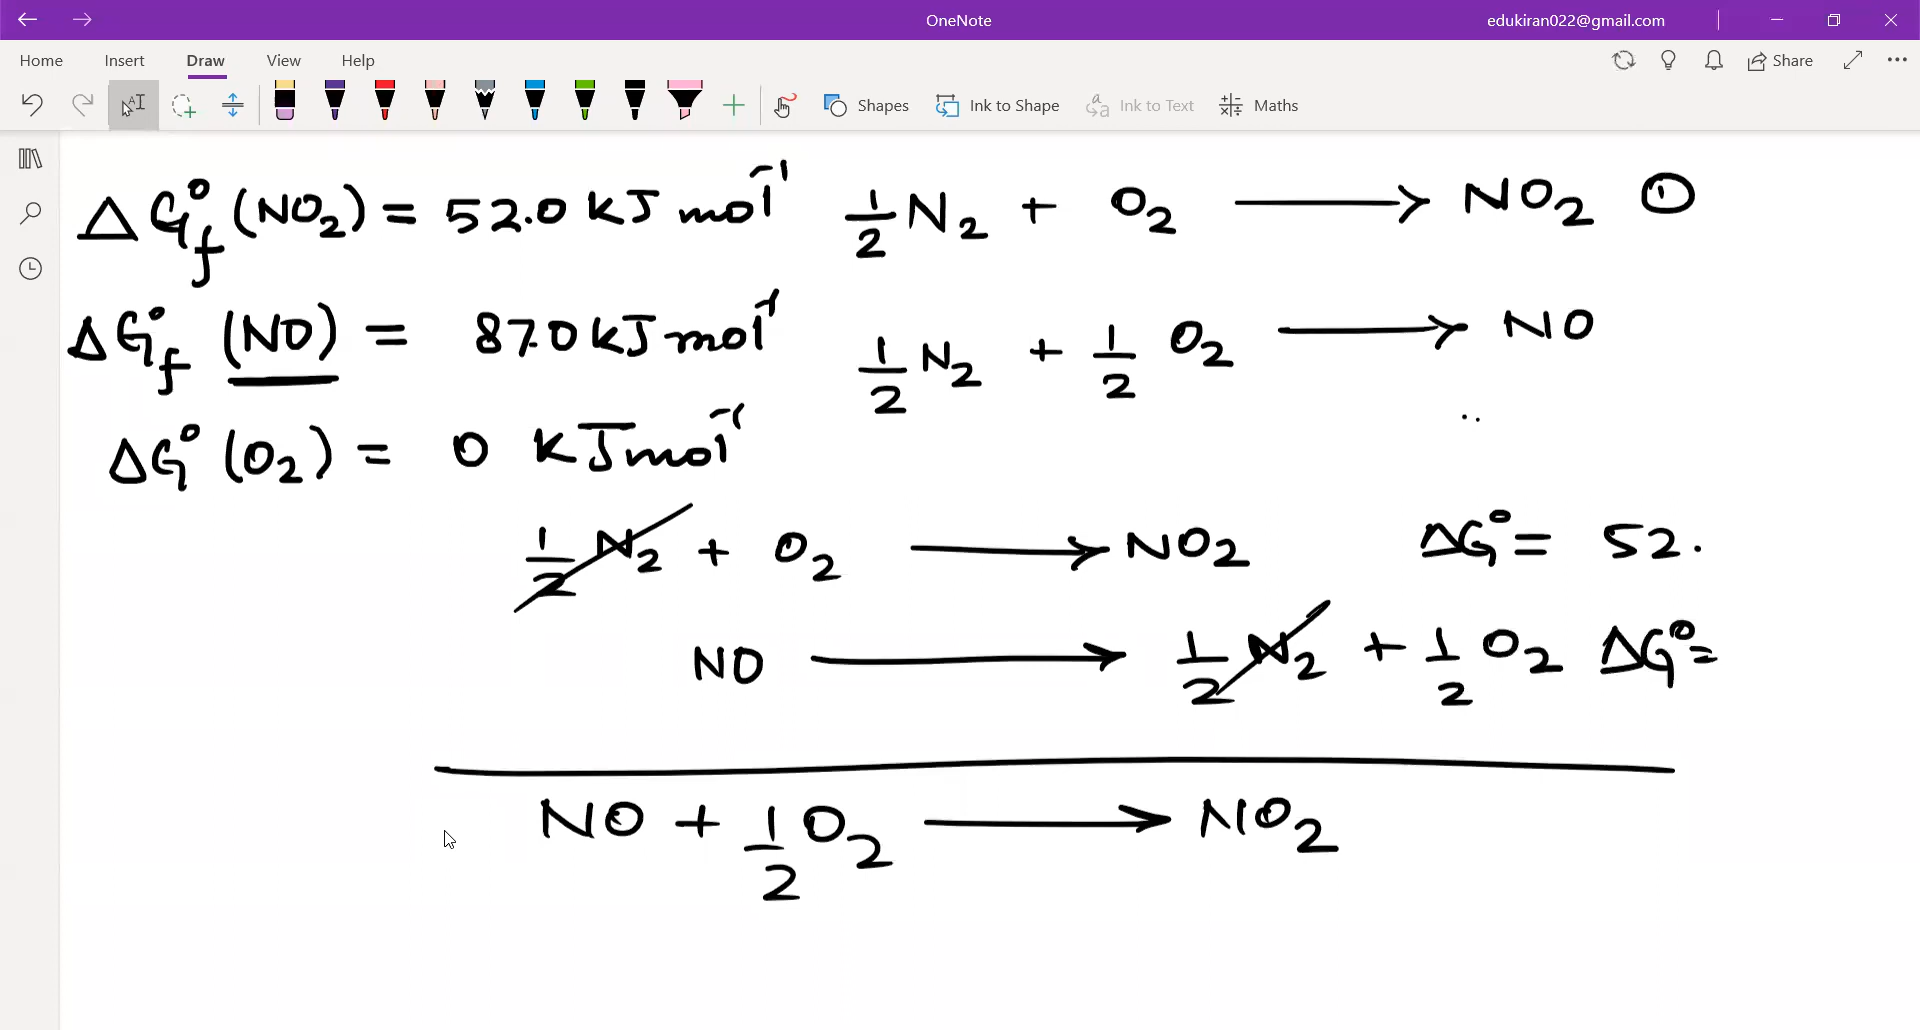 OneNote
edukiran022@gmail.com
Home Insert Draw View Help
Share
Shapes Ink to Shape Ink to Text Maths
ΔG°f (NO₂) = 52.0 kJ mol⁻¹ ½ N₂ + O₂ ⟶ NO₂ ①
ΔG°f (NO) = 87.0 kJ mol⁻¹ ½ N₂ + ½ O₂ ⟶ NO
ΔG° (O₂) = 0 kJ mol⁻¹
½ N₂ + O₂ ⟶ NO₂ ΔG° = 52.
NO ⟶ ½ N₂ + ½ O₂ ΔG° =
NO + ½ O₂ ⟶ NO₂